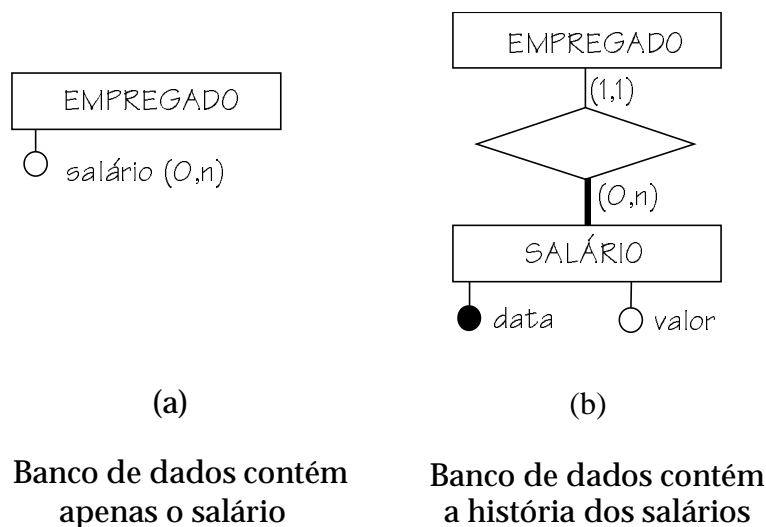 EMPREGADO
salário (0,n)
(a)
Banco de dados contém
apenas o salário
EMPREGADO
(1,1)
(0,n)
SALÁRIO
data
valor
(b)
Banco de dados contém
a história dos salários